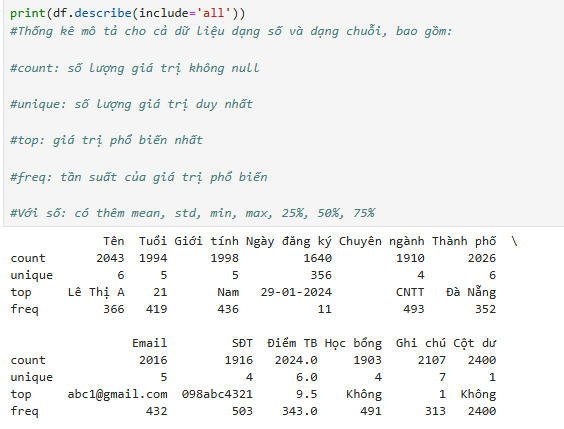 print(df.describe(include='all'))
#Thống kê mô tả cho cả dữ liệu dạng số và dạng chuỗi, bao gồm:
#count: số lượng giá trị không null
#unique: số lượng giá trị duy nhất
#top: giá trị phổ biến nhất
#freq: tần suất của giá trị phổ biến
#Với số: có thêm mean, std, min, max, 25%, 50%, 75%
Tên Tuổi Giới tính Ngày đăng ký Chuyên ngành Thành phố \
count 2043 1994 1998 1640 1910 2026
unique 6 5 5 356 4 6
top Lê Thị A 21 Nam 29-01-2024 CNTT Đà Nẵng
freq 366 419 436 11 493 352
Email SĐT Điểm TB Học bổng Ghi chú Cột dư
count 2016 1916 2024.0 1903 2107 2400
unique 5 4 6.0 4 7 1
top abc1@gmail.com 098abc4321 9.5 Không 1 Không
freq 432 503 343.0 491 313 2400